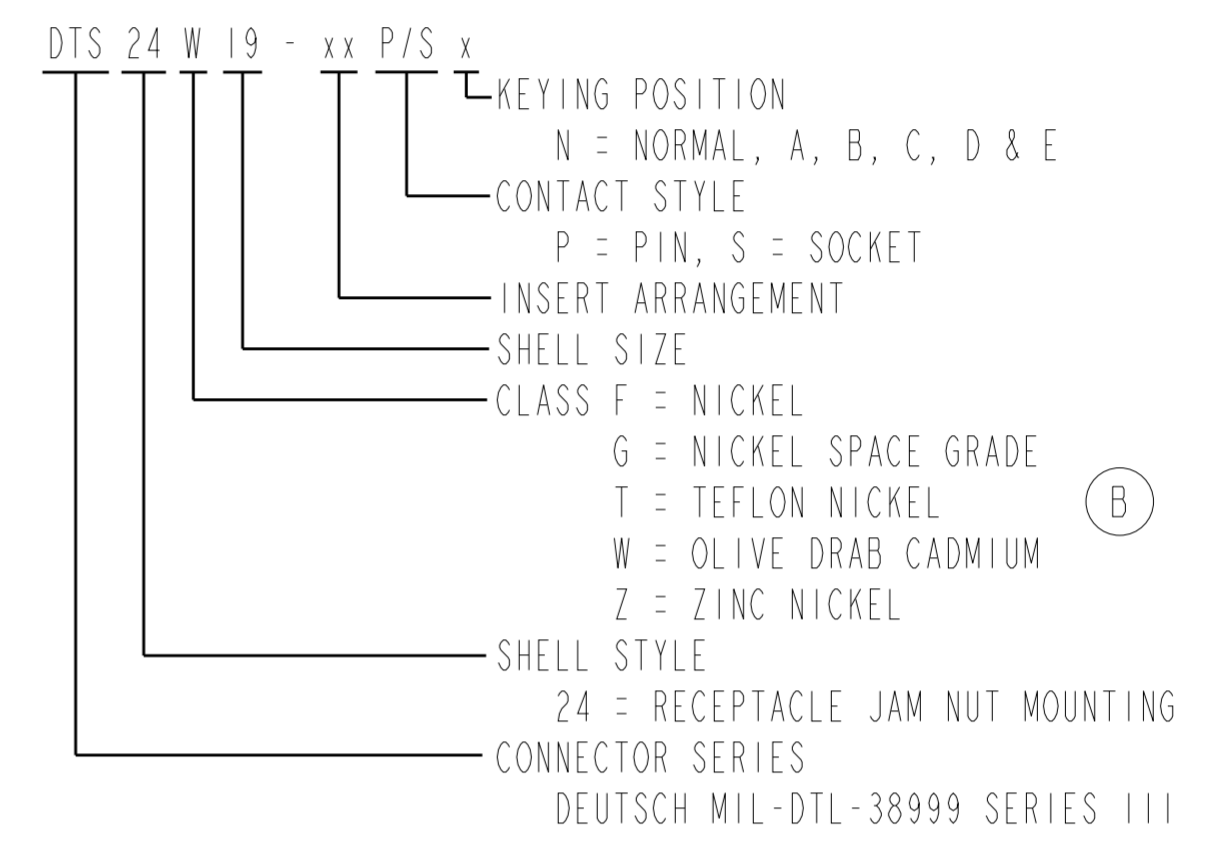 DTS 24 W 19 - xx P/S x
KEYING POSITION
N = NORMAL, A, B, C, D & E
CONTACT STYLE
P = PIN, S = SOCKET
INSERT ARRANGEMENT
SHELL SIZE
CLASS F = NICKEL
G = NICKEL SPACE GRADE
T = TEFLON NICKEL
B
W = OLIVE DRAB CADMIUM
Z = ZINC NICKEL
SHELL STYLE
24 = RECEPTACLE JAM NUT MOUNTING
CONNECTOR SERIES
DEUTSCH MIL-DTL-38999 SERIES III